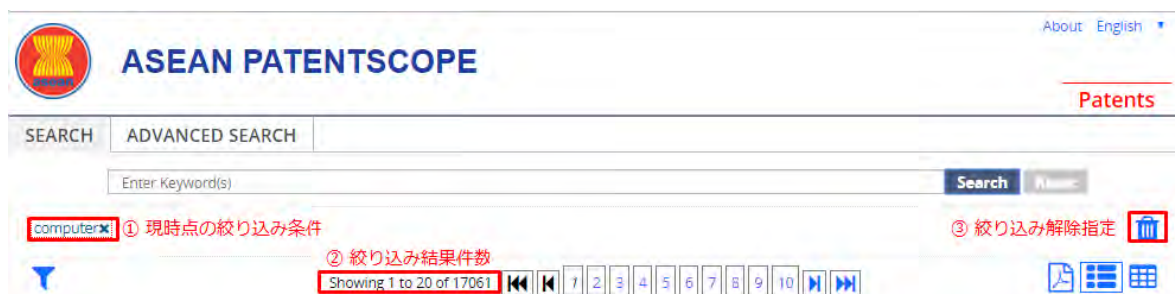 About English
ASEAN PATENTSCOPE
Patents
SEARCH ADVANCED SEARCH
Enter Keyword(s) Search
computer ① 現時点の絞り込み条件 ③ 絞り込み解除指定
② 絞り込み結果件数
Showing 1 to 20 of 17061 1 2 3 4 5 6 7 8 9 10